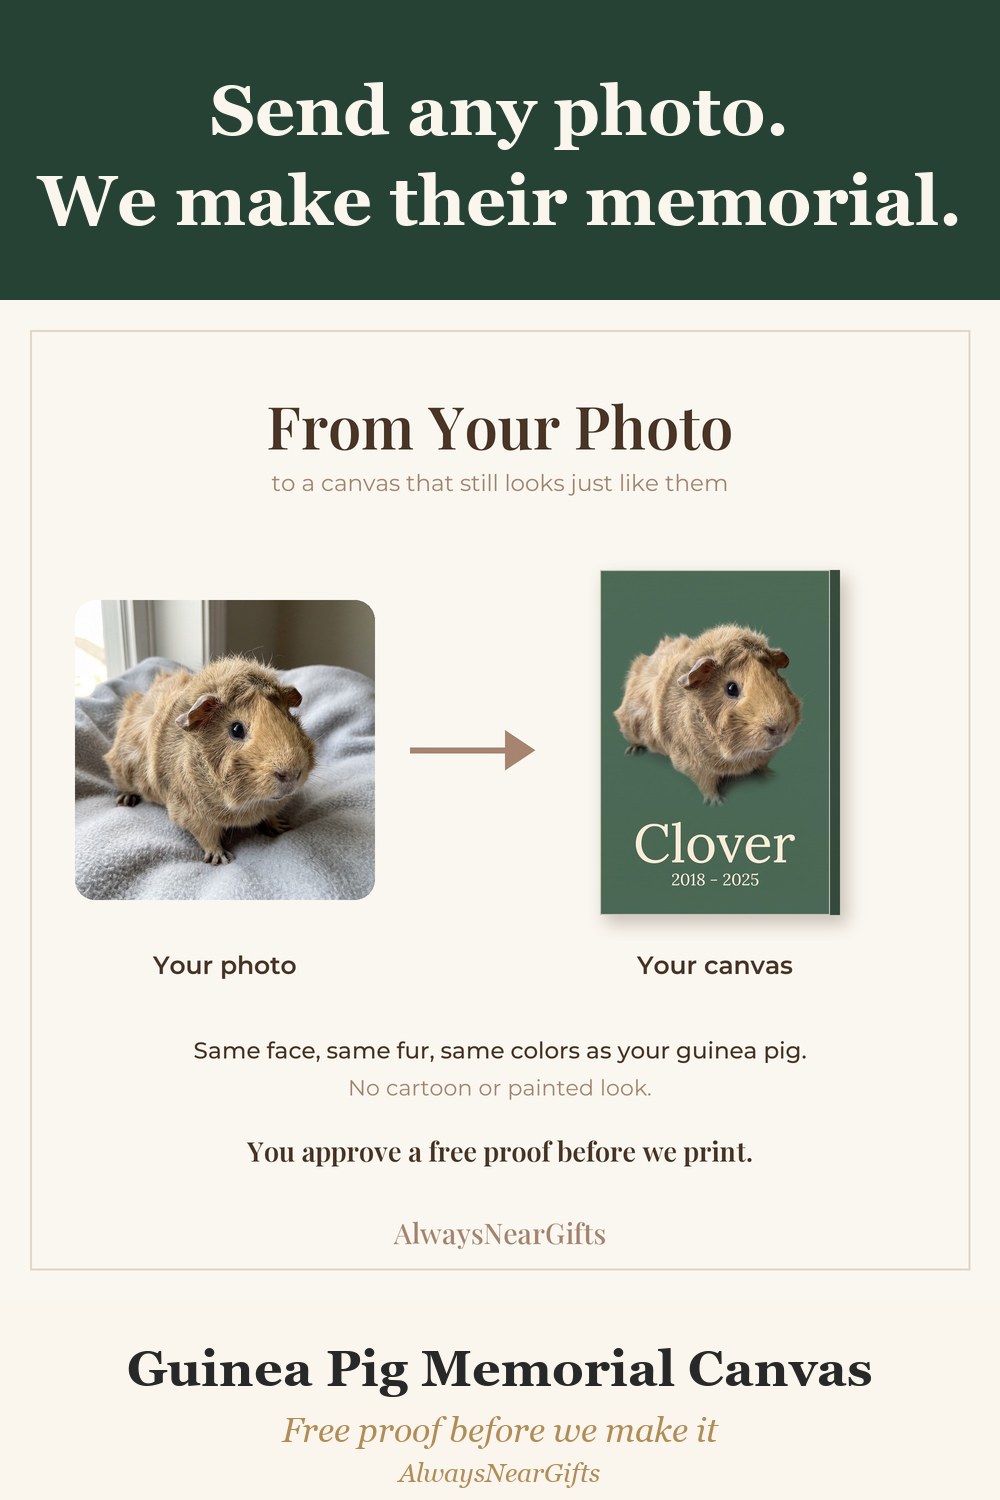 Send any photo.
We make their memorial.
From Your Photo
to a canvas that still looks just like them
Clover
2018 - 2025
Your photo
Your canvas
Same face, same fur, same colors as your guinea pig.
No cartoon or painted look.
You approve a free proof before we print.
AlwaysNearGifts
Guinea Pig Memorial Canvas
Free proof before we make it
AlwaysNearGifts